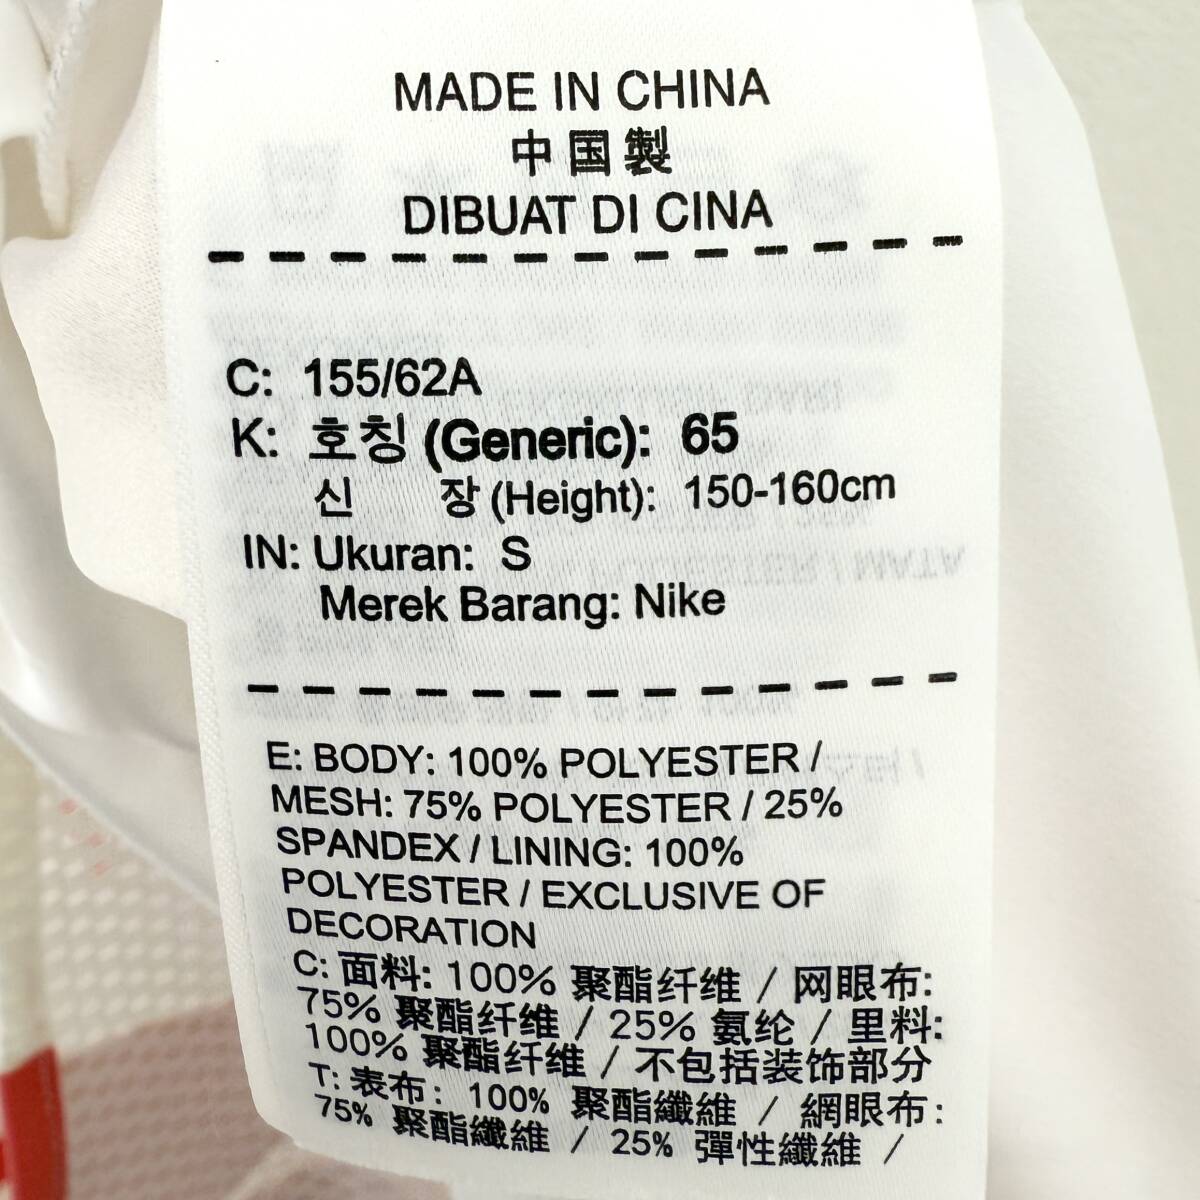 MADE IN CHINA
中国製
DIBUAT DI CINA
C: 155/62A
K: 호칭 (Generic): 65
신 장 (Height): 150-160cm
IN: Ukuran: S
Merek Barang: Nike
E: BODY: 100% POLYESTER /
MESH: 75% POLYESTER / 25%
SPANDEX / LINING: 100%
POLYESTER / EXCLUSIVE OF
DECORATION
C: 面料: 100% 聚酯纤维 / 网眼布:
75% 聚酯纤维 / 25% 氨纶 / 里料:
100% 聚酯纤维 / 不包括装饰部分
T: 表布: 100% 聚酯纖維 / 網眼布:
75% 聚酯纖維 / 25% 彈性纖維 /